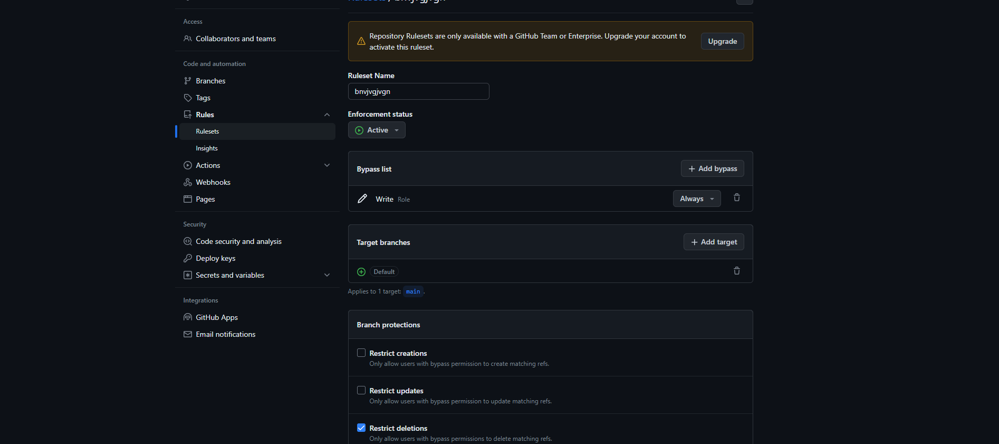 Rulesets / bnvjvgjvgn
Access
Collaborators and teams
Code and automation
Branches
Tags
Rules
Rulesets
Insights
Actions
Webhooks
Pages
Security
Code security and analysis
Deploy keys
Secrets and variables
Integrations
GitHub Apps
Email notifications
Repository Rulesets are only available with a GitHub Team or Enterprise. Upgrade your account to
activate this ruleset.
Upgrade
Ruleset Name
bnvjvgjvgn
Enforcement status
Active
Bypass list
Add bypass
Write Role
Always
Target branches
Add target
Default
Applies to 1 target: main.
Branch protections
Restrict creations
Only allow users with bypass permission to create matching refs.
Restrict updates
Only allow users with bypass permission to update matching refs.
Restrict deletions
Only allow users with bypass permissions to delete matching refs.